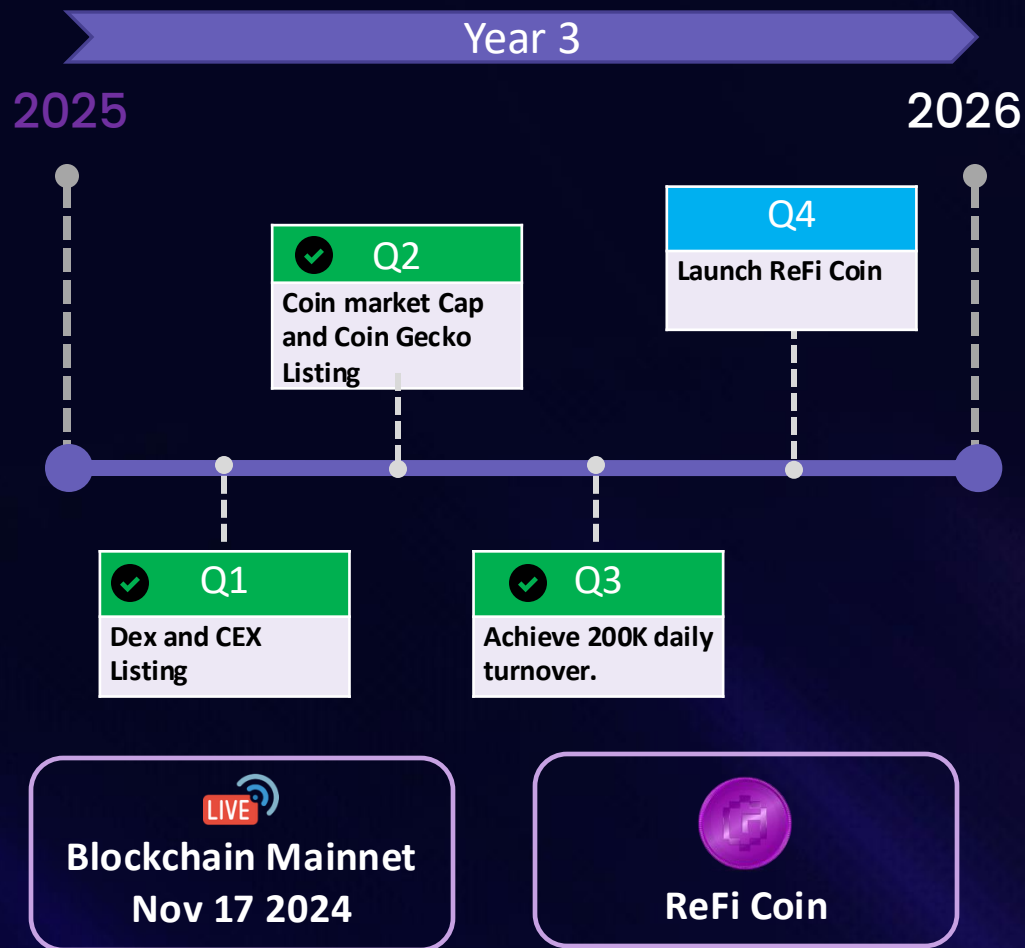 Year 3
2025
2026
Q4
Launch ReFi Coin
Q2
Coin market Cap
and Coin Gecko
Listing
Q1
Dex and CEX
Listing
Q3
Achieve 200K daily
turnover.
LIVE
Blockchain Mainnet
Nov 17 2024
ReFi Coin